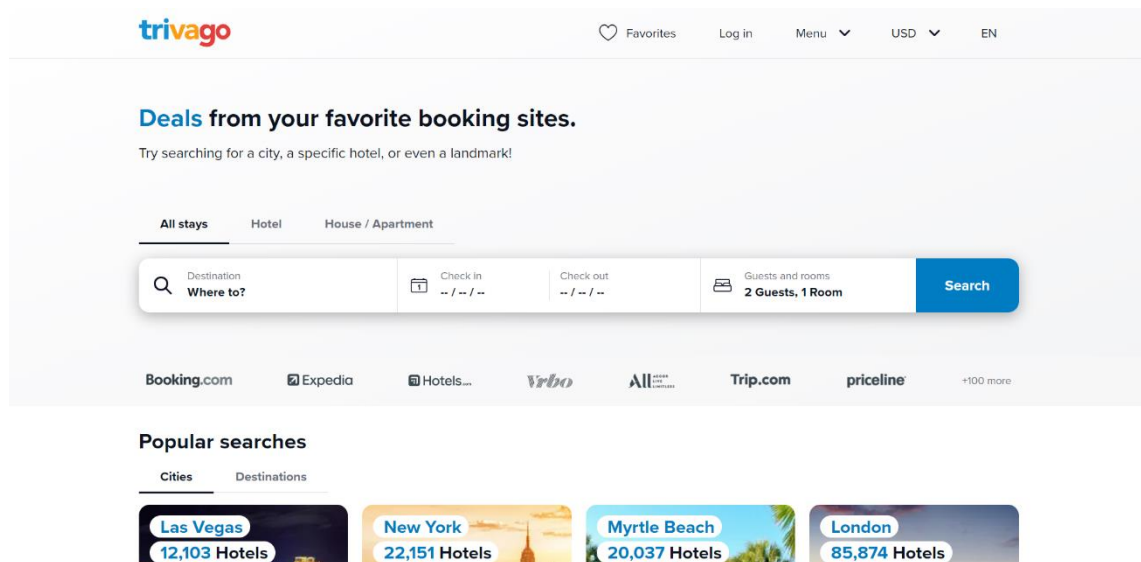 trivago
Favorites Log in Menu USD EN
Deals from your favorite booking sites.
Try searching for a city, a specific hotel, or even a landmark!
All stays Hotel House / Apartment
Destination Check in Check out Guests and rooms
Where to? -- / -- / -- -- / -- / -- 2 Guests, 1 Room
Search
Booking.com Expedia Hotels.... Vrbo All Trip.com priceline +100 more
Popular searches
Cities Destinations
Las Vegas New York Myrtle Beach London
12,103 Hotels 22,151 Hotels 20,037 Hotels 85,874 Hotels